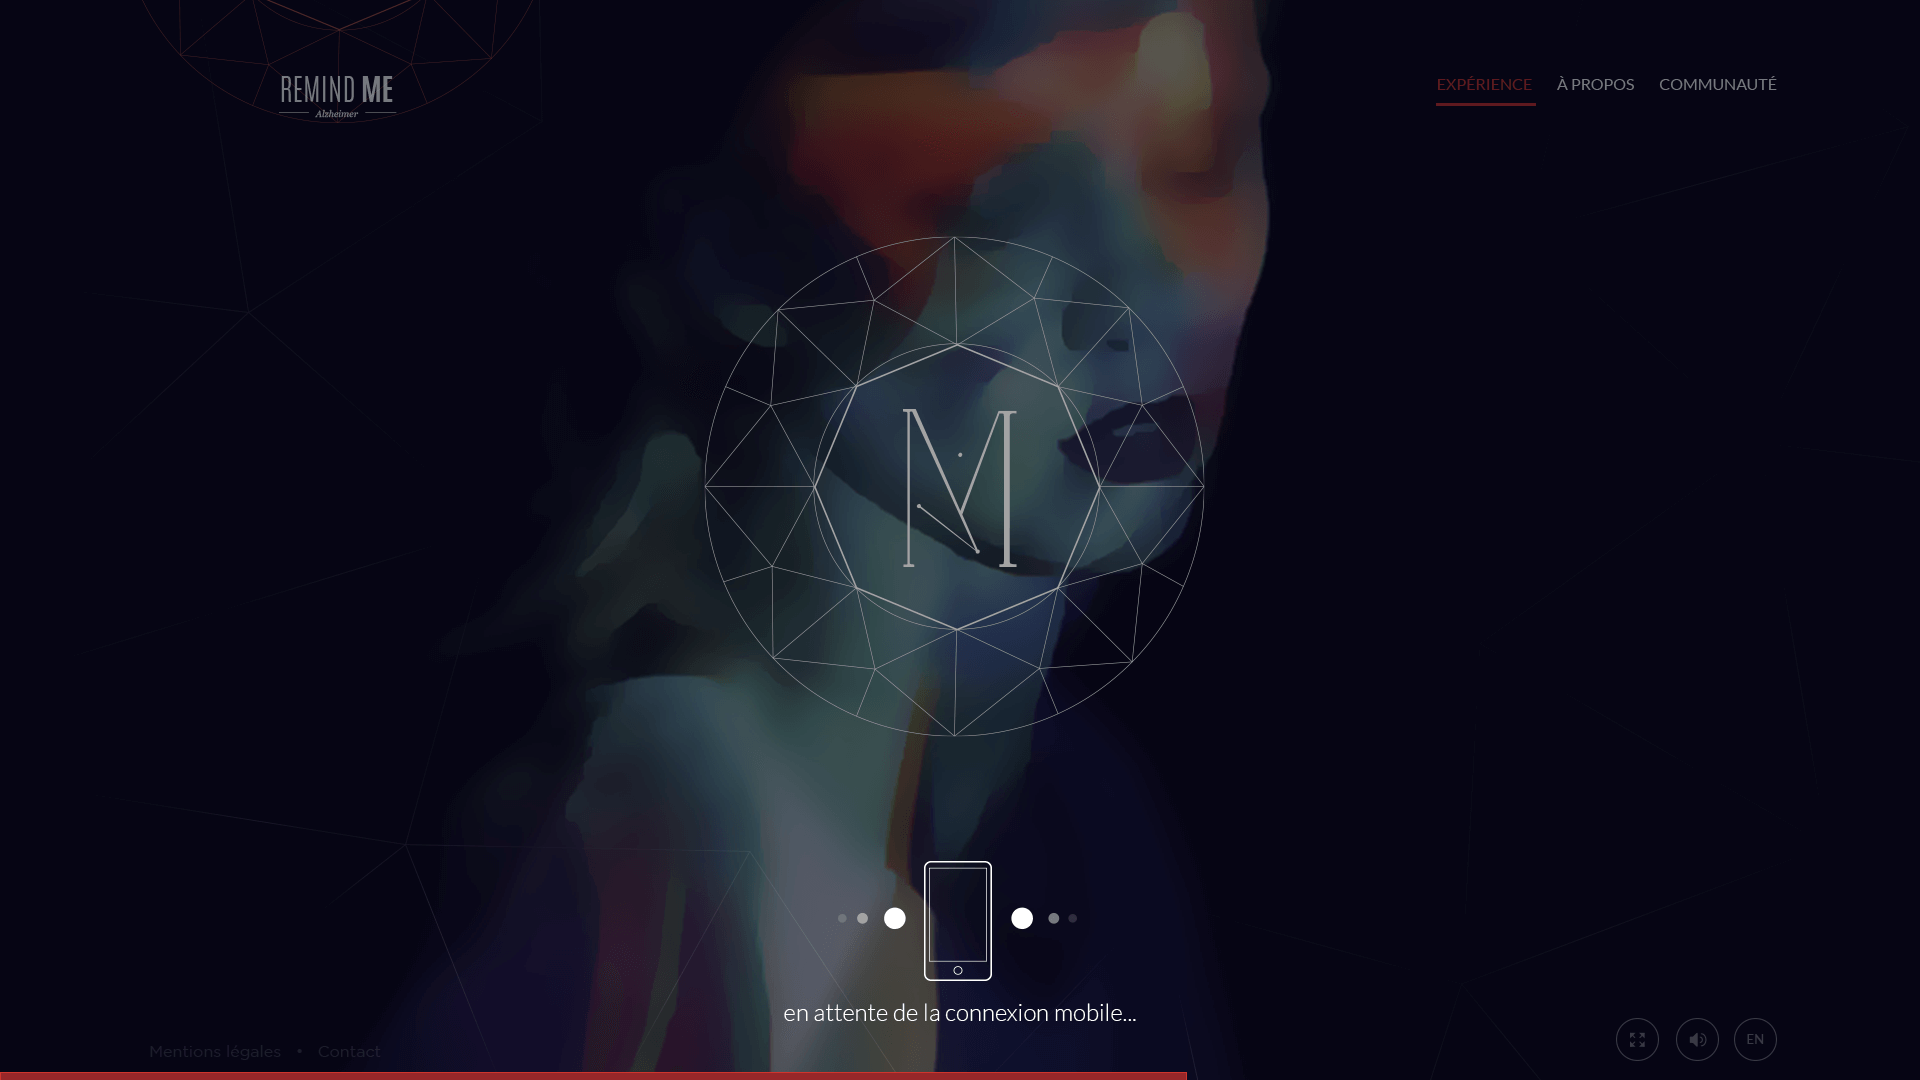 REMIND ME
Alzheimer
EXPÉRIENCE
À PROPOS
COMMUNAUTÉ
M
en attente de la connexion mobile...
Mentions légales • Contact
EN